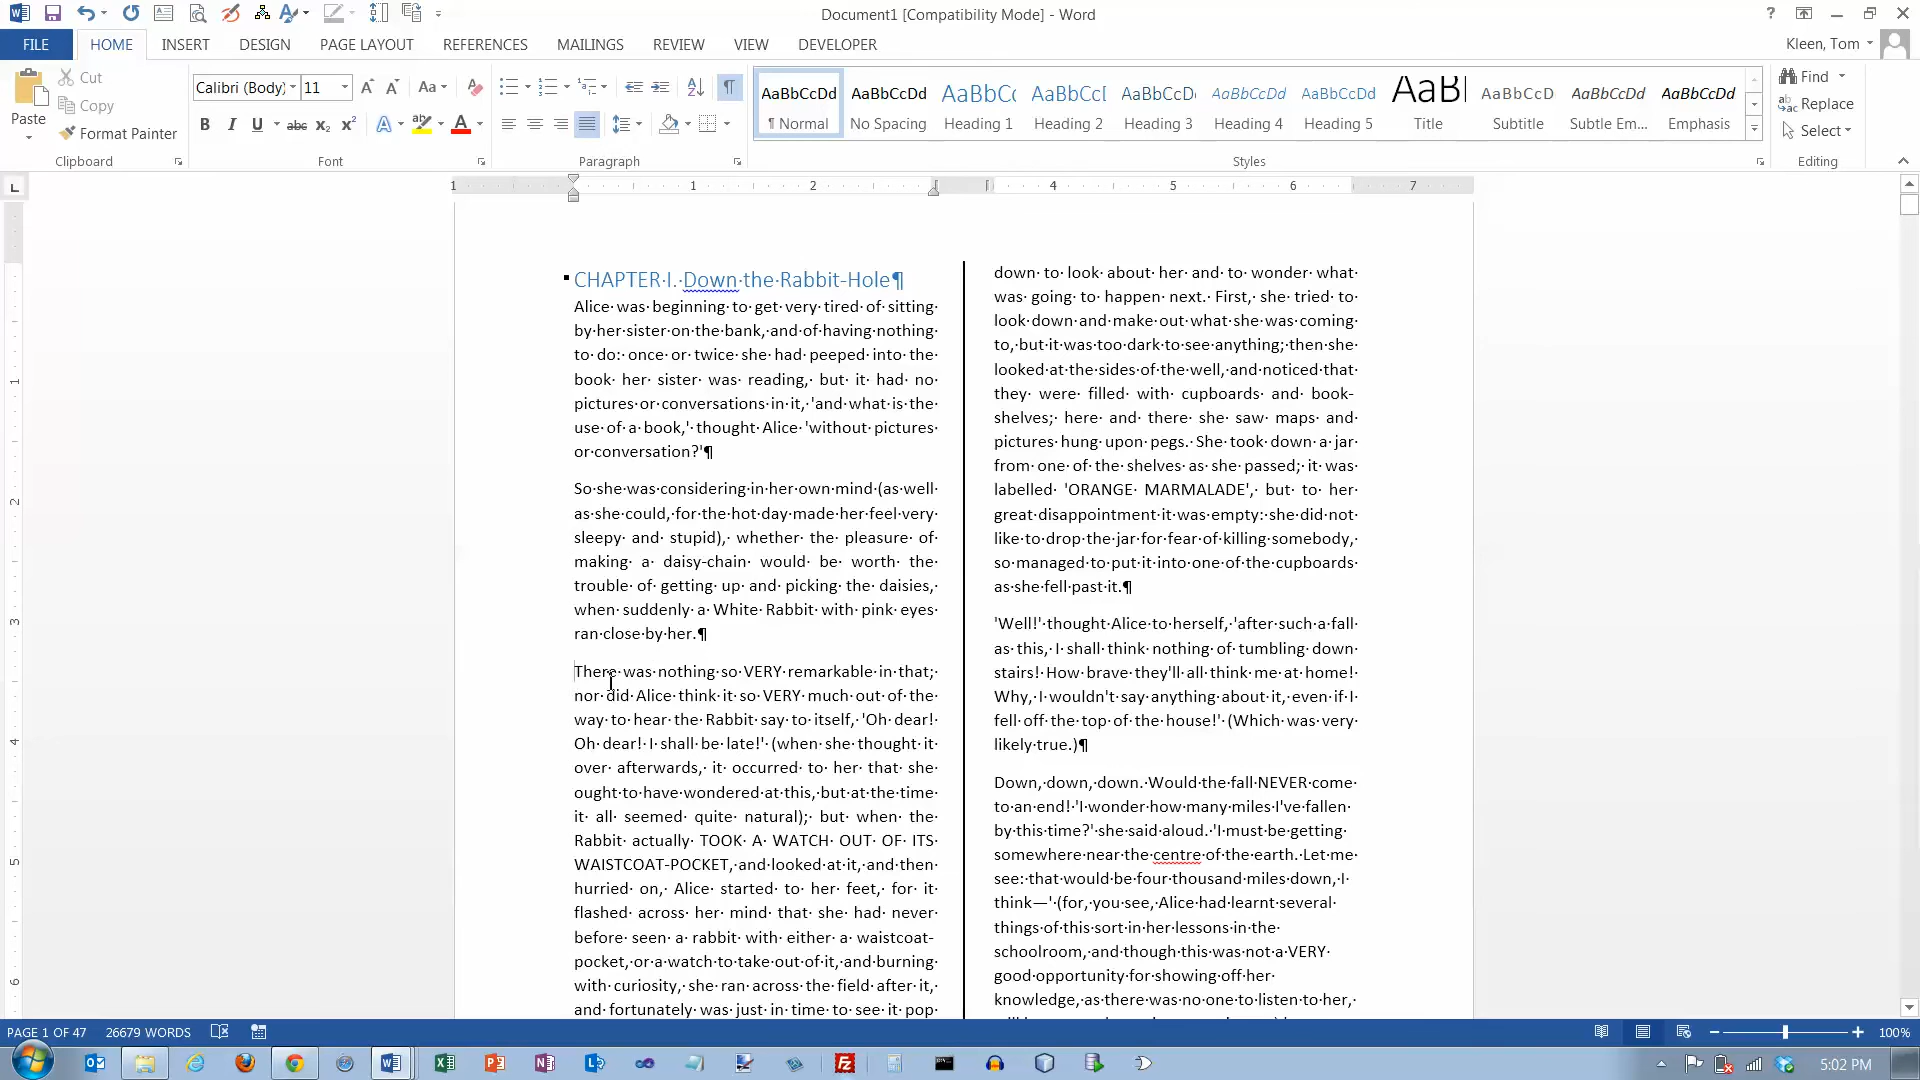 Document1 [Compatibility Mode] - Word
FILE HOME INSERT DESIGN PAGE LAYOUT REFERENCES MAILINGS REVIEW VIEW DEVELOPER
Kleen, Tom
Paste
Cut
Copy
Format Painter
Clipboard
Calibri (Body) 11
Font
Paragraph
AaBbCcDd AaBbCcDd AaBbCc AaBbCcD AaBbCcDc AaBbCcDd AaBbCcDd AaBb AaBbCcD AaBbCcDd AaBbCcDd
¶ Normal No Spacing Heading 1 Heading 2 Heading 3 Heading 4 Heading 5 Title Subtitle Subtle Em... Emphasis
Styles
Find
Replace
Select
Editing
1 1 2 4 5 6 7
CHAPTER I. Down the Rabbit-Hole¶
Alice was beginning to get very tired of sitting
by her sister on the bank, and of having nothing
to do: once or twice she had peeped into the
book her sister was reading, but it had no
pictures or conversations in it, 'and what is the
use of a book,' thought Alice 'without pictures
or conversation?'¶
So she was considering in her own mind (as well
as she could, for the hot day made her feel very
sleepy and stupid), whether the pleasure of
making a daisy-chain would be worth the
trouble of getting up and picking the daisies,
when suddenly a White Rabbit with pink eyes
ran close by her.¶
There was nothing so VERY remarkable in that;
nor did Alice think it so VERY much out of the
way to hear the Rabbit say to itself, 'Oh dear!
Oh dear! I shall be late!' (when she thought it
over afterwards, it occurred to her that she
ought to have wondered at this, but at the time
it all seemed quite natural); but when the
Rabbit actually TOOK A WATCH OUT OF ITS
WAISTCOAT-POCKET, and looked at it, and then
hurried on, Alice started to her feet, for it
flashed across her mind that she had never
before seen a rabbit with either a waistcoat-
pocket, or a watch to take out of it, and burning
with curiosity, she ran across the field after it,
and fortunately was just in time to see it pop
down to look about her and to wonder what
was going to happen next. First, she tried to
look down and make out what she was coming
to, but it was too dark to see anything; then she
looked at the sides of the well, and noticed that
they were filled with cupboards and book-
shelves; here and there she saw maps and
pictures hung upon pegs. She took down a jar
from one of the shelves as she passed; it was
labelled 'ORANGE MARMALADE', but to her
great disappointment it was empty: she did not
like to drop the jar for fear of killing somebody,
so managed to put it into one of the cupboards
as she fell past it.¶
'Well!' thought Alice to herself, 'after such a fall
as this, I shall think nothing of tumbling down
stairs! How brave they'll all think me at home!
Why, I wouldn't say anything about it, even if I
fell off the top of the house!' (Which was very
likely true.)¶
Down, down, down. Would the fall NEVER come
to an end! 'I wonder how many miles I've fallen
by this time?' she said aloud. 'I must be getting
somewhere near the centre of the earth. Let me
see: that would be four thousand miles down, I
think—' (for, you see, Alice had learnt several
things of this sort in her lessons in the
schoolroom, and though this was not a VERY
good opportunity for showing off her
knowledge, as there was no one to listen to her,
1
2
3
4
5
6
PAGE 1 OF 47 26679 WORDS
100%
5:02 PM